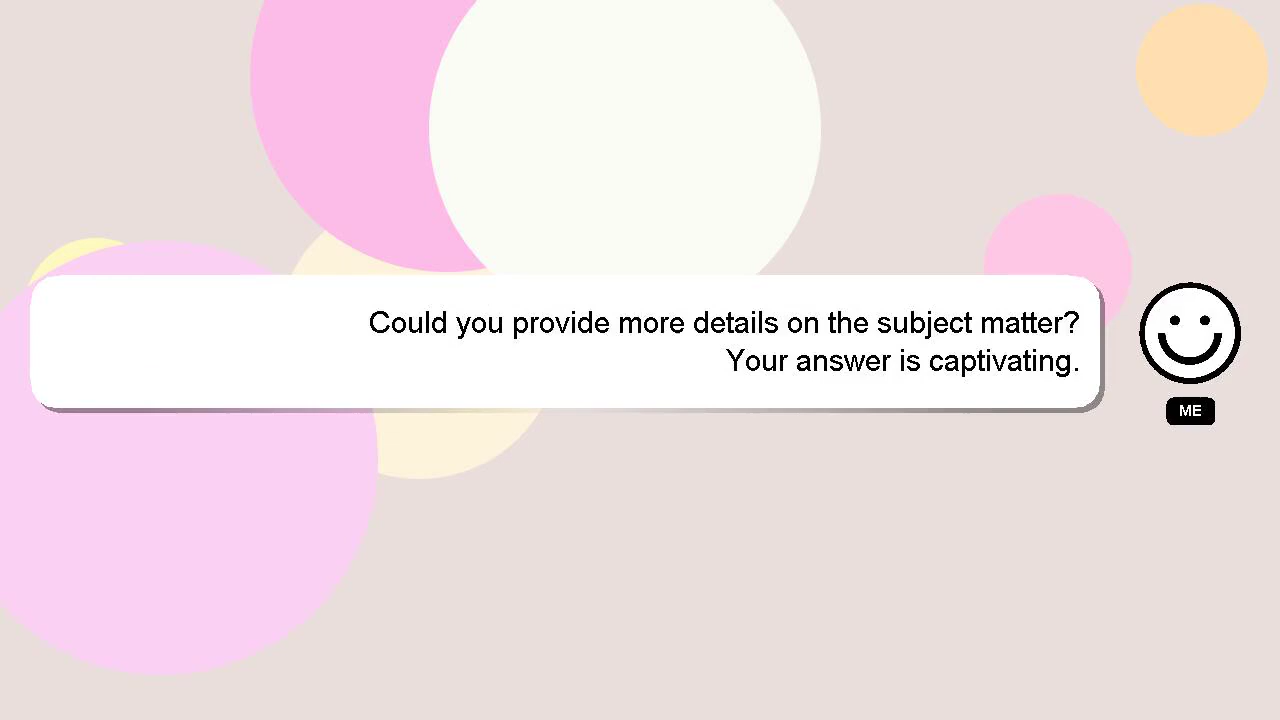 Could you provide more details on the subject matter?
Your answer is captivating.
ME